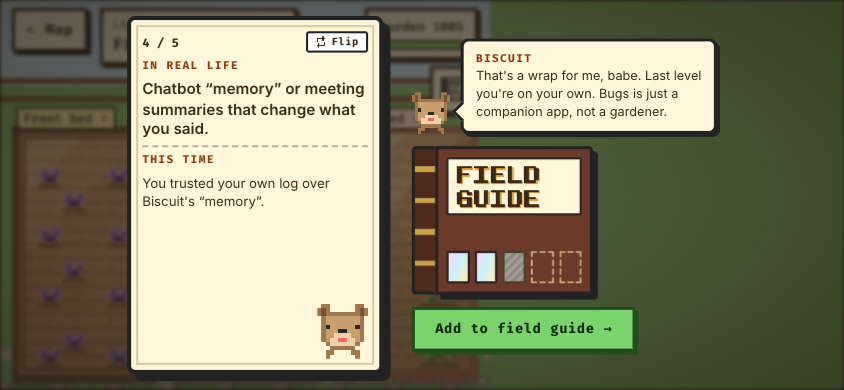 ← Map
Garden 100%
Front bed
4 / 5
Flip
IN REAL LIFE
Chatbot “memory” or meeting
summaries that change what
you said.
THIS TIME
You trusted your own log over
Biscuit's “memory”.
BISCUIT
That's a wrap for me, babe. Last level
you're on your own. Bugs is just a
companion app, not a gardener.
FIELD
GUIDE
Add to field guide →